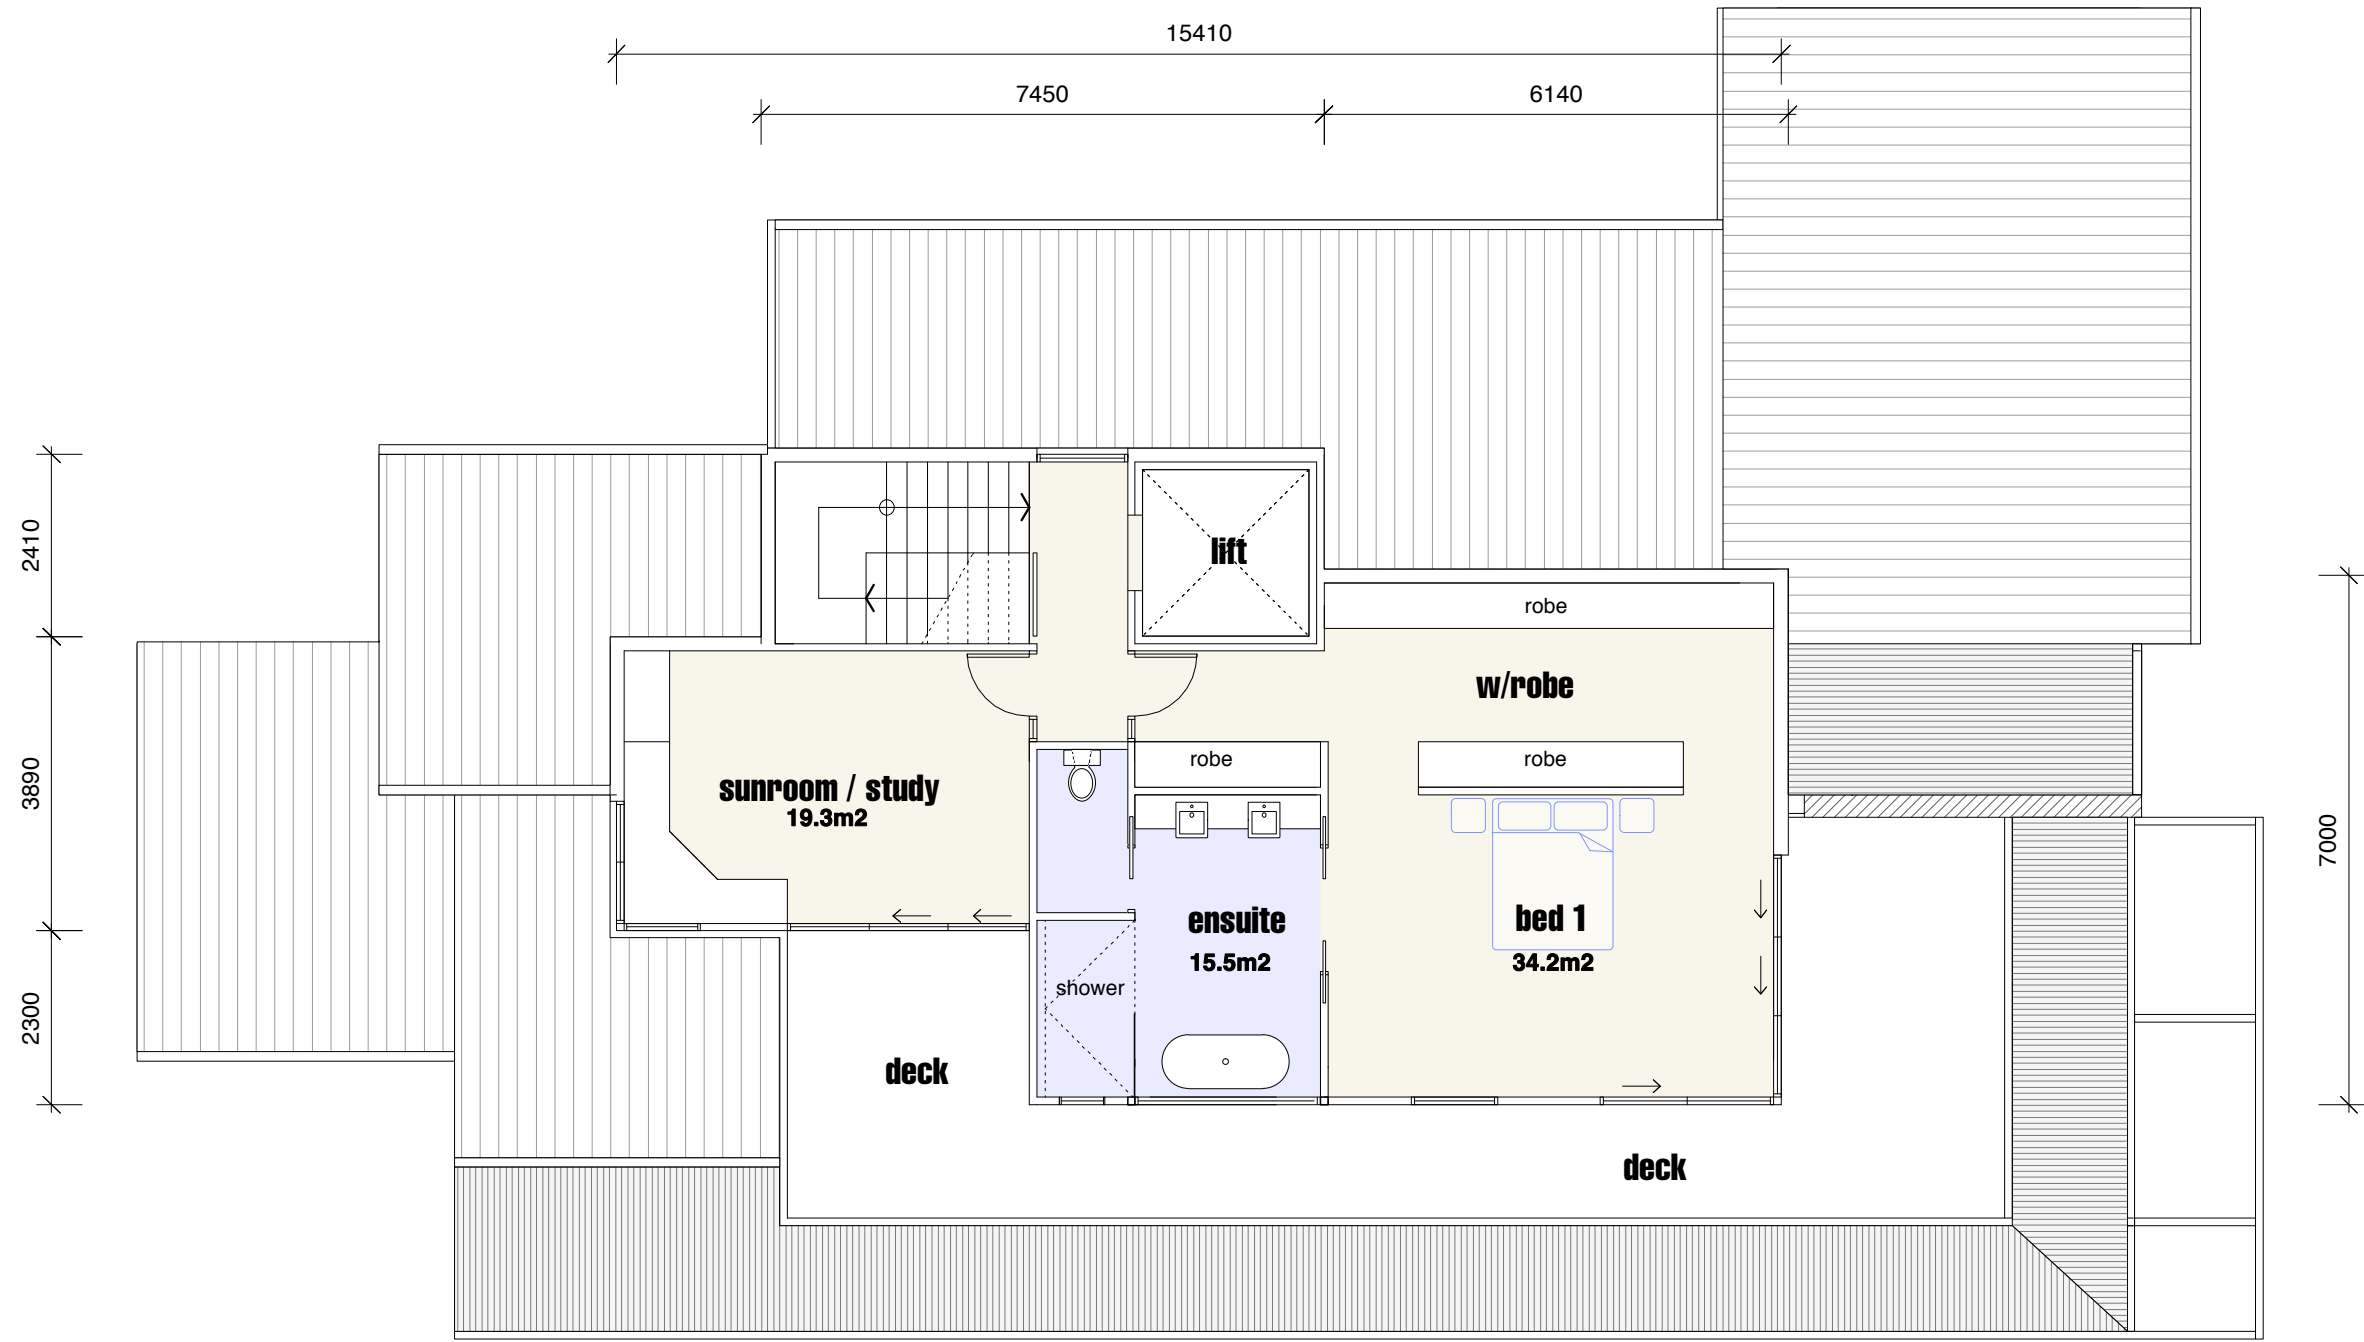 15410
7450
6140
2410
3890
2300
7000
lift
robe
w/robe
robe
robe
sunroom / study
19.3m2
ensuite
15.5m2
bed 1
34.2m2
shower
deck
deck